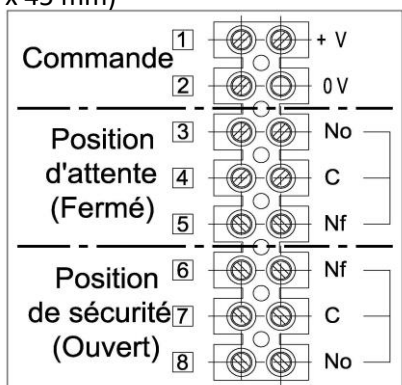 x 45 mm)
Commande
1 + V
2 0 V
Position d'attente (Fermé)
3 No
4 C
5 Nf
Position de sécurité (Ouvert)
6 Nf
7 C
8 No